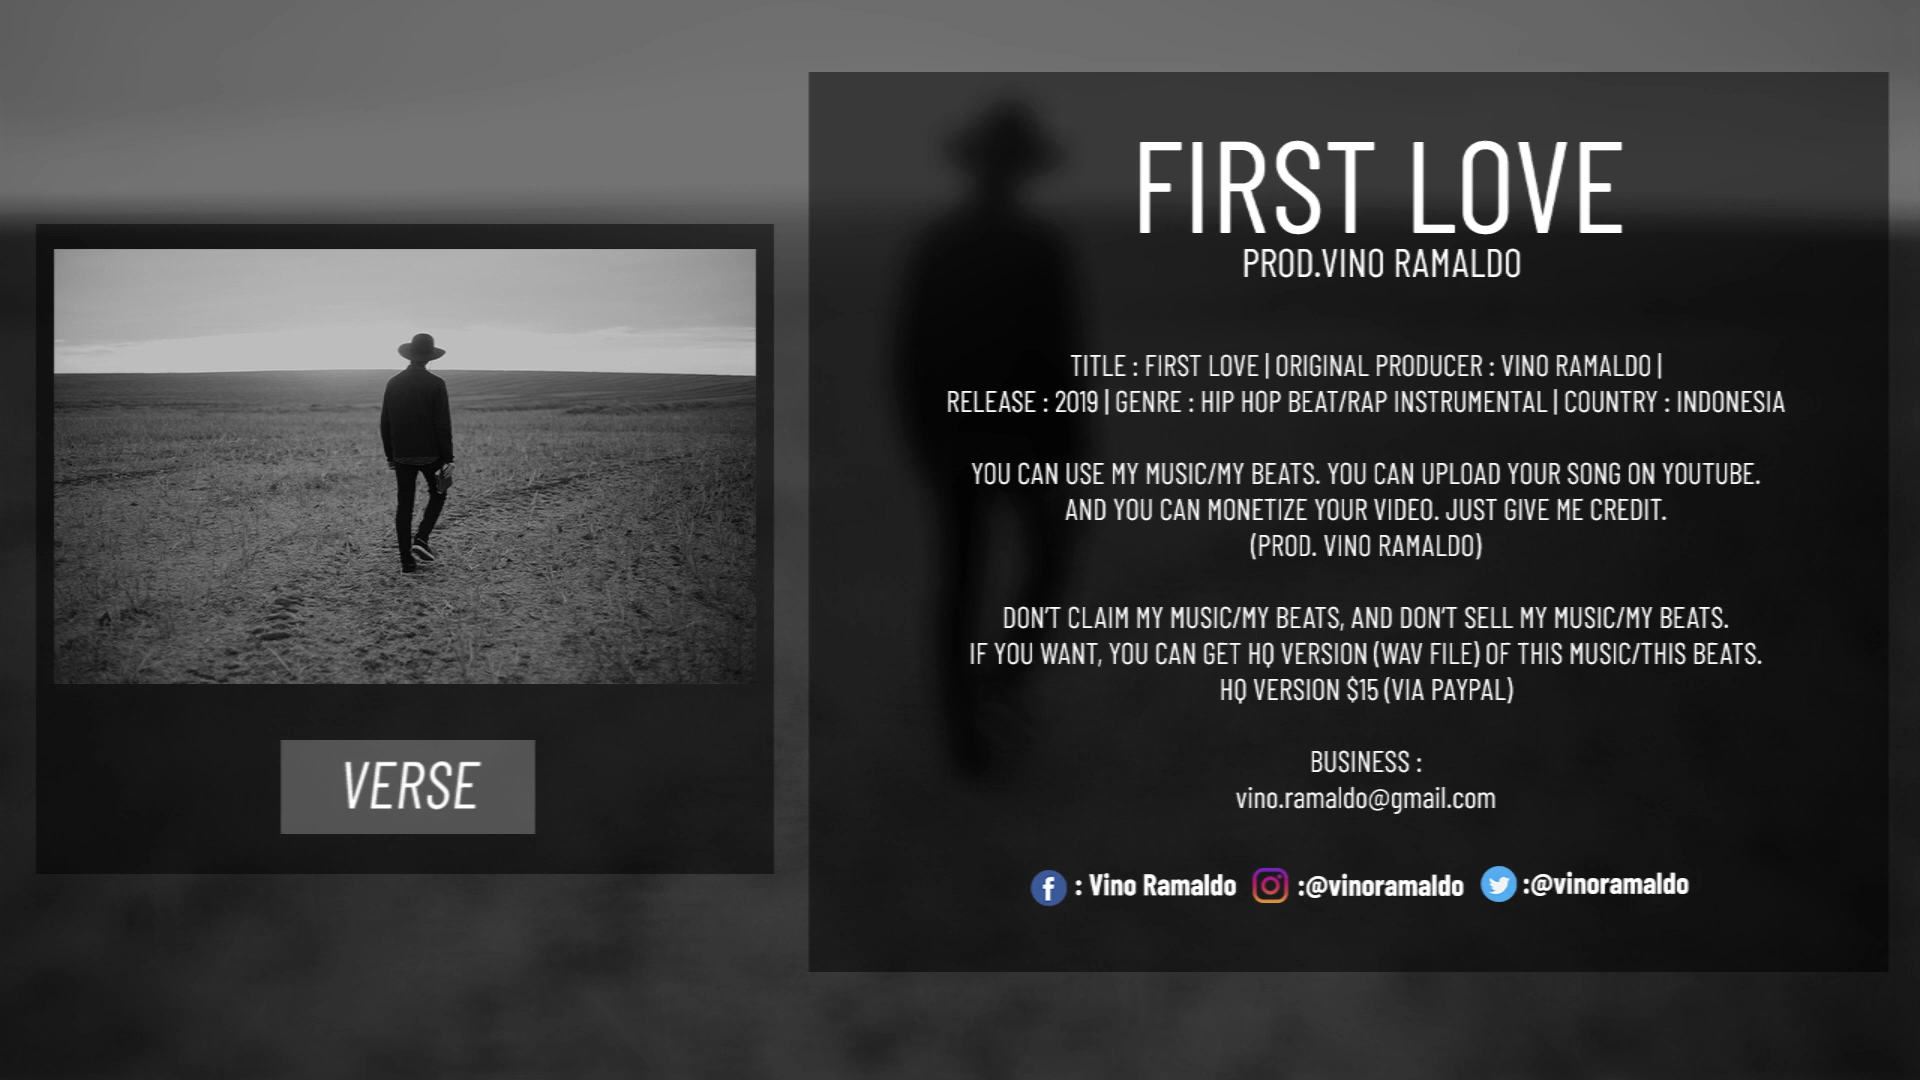 FIRST LOVE
PROD.VINO RAMALDO
TITLE : FIRST LOVE | ORIGINAL PRODUCER : VINO RAMALDO |
RELEASE : 2019 | GENRE : HIP HOP BEAT/RAP INSTRUMENTAL | COUNTRY : INDONESIA
YOU CAN USE MY MUSIC/MY BEATS. YOU CAN UPLOAD YOUR SONG ON YOUTUBE.
AND YOU CAN MONETIZE YOUR VIDEO. JUST GIVE ME CREDIT.
(PROD. VINO RAMALDO)
DON'T CLAIM MY MUSIC/MY BEATS, AND DON'T SELL MY MUSIC/MY BEATS.
IF YOU WANT, YOU CAN GET HQ VERSION (WAV FILE) OF THIS MUSIC/THIS BEATS.
HQ VERSION $15 (VIA PAYPAL)
BUSINESS :
vino.ramaldo@gmail.com
: Vino Ramaldo :@vinoramaldo :@vinoramaldo
VERSE